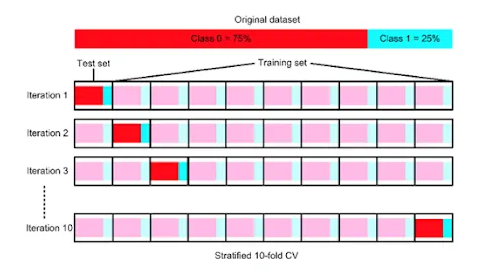 Original dataset
Class 0 = 75%
Class 1 = 25%
Test set
Training set
Iteration 1
Iteration 2
Iteration 3
Iteration 10
Stratified 10-fold CV